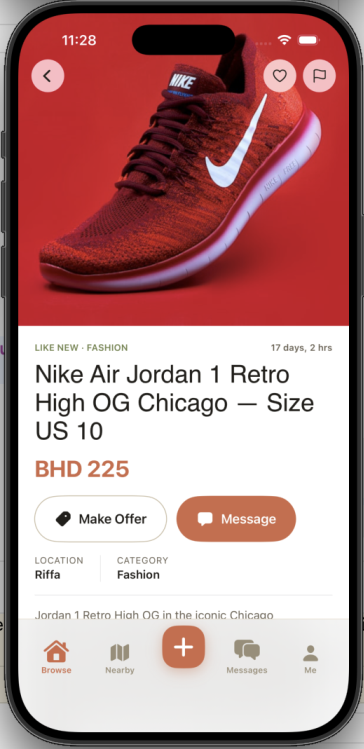 11:28
NIKE
LIKE NEW · FASHION
17 days, 2 hrs
Nike Air Jordan 1 Retro
High OG Chicago — Size
US 10
BHD 225
Make Offer
Message
LOCATION
CATEGORY
Riffa
Fashion
Jordan 1 Retro High OG in the iconic Chicago
Browse
Nearby
Messages
Me